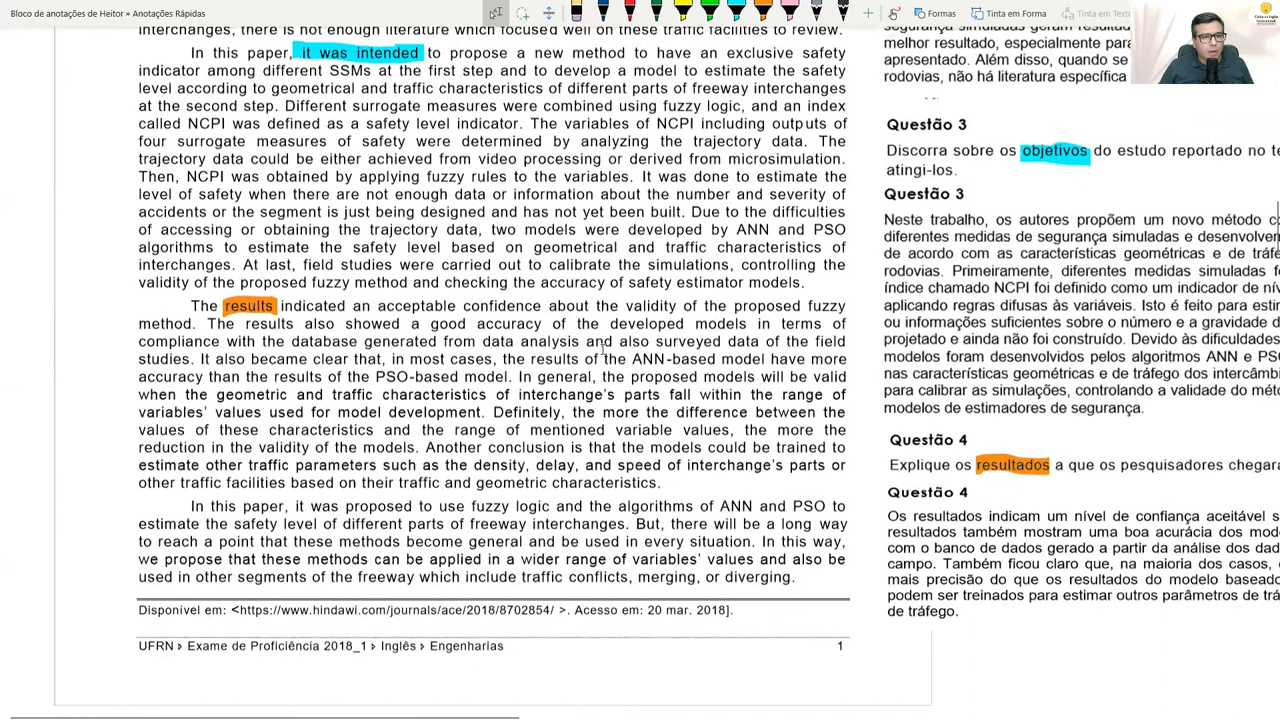 Bloco de anotações de Heitor » Anotações Rápidas
Formas
Tinta em Forma
Tinta em Texto
interchanges, there is not enough literature which focused well on these traffic facilities to review.
In this paper, it was intended to propose a new method to have an exclusive safety
indicator among different SSMs at the first step and to develop a model to estimate the safety
level according to geometrical and traffic characteristics of different parts of freeway interchanges
at the second step. Different surrogate measures were combined using fuzzy logic, and an index
called NCPI was defined as a safety level indicator. The variables of NCPI including outputs of
four surrogate measures of safety were determined by analyzing the trajectory data. The
trajectory data could be either achieved from video processing or derived from microsimulation.
Then, NCPI was obtained by applying fuzzy rules to the variables. It was done to estimate the
level of safety when there are not enough data or information about the number and severity of
accidents or the segment is just being designed and has not yet been built. Due to the difficulties
of accessing or obtaining the trajectory data, two models were developed by ANN and PSO
algorithms to estimate the safety level based on geometrical and traffic characteristics of
interchanges. At last, field studies were carried out to calibrate the simulations, controlling the
validity of the proposed fuzzy method and checking the accuracy of safety estimator models.
The results indicated an acceptable confidence about the validity of the proposed fuzzy
method. The results also showed a good accuracy of the developed models in terms of
compliance with the database generated from data analysis and also surveyed data of the field
studies. It also became clear that, in most cases, the results of the ANN-based model have more
accuracy than the results of the PSO-based model. In general, the proposed models will be valid
when the geometric and traffic characteristics of interchange's parts fall within the range of
variables' values used for model development. Definitely, the more the difference between the
values of these characteristics and the range of mentioned variable values, the more the
reduction in the validity of the models. Another conclusion is that the models could be trained to
estimate other traffic parameters such as the density, delay, and speed of interchange's parts or
other traffic facilities based on their traffic and geometric characteristics.
In this paper, it was proposed to use fuzzy logic and the algorithms of ANN and PSO to
estimate the safety level of different parts of freeway interchanges. But, there will be a long way
to reach a point that these methods become general and be used in every situation. In this way,
we propose that these methods can be applied in a wider range of variables' values and also be
used in other segments of the freeway which include traffic conflicts, merging, or diverging.
Disponível em: <https://www.hindawi.com/journals/ace/2018/8702854/ >. Acesso em: 20 mar. 2018].
UFRN › Exame de Proficiência 2018_1 › Inglês › Engenharias 1
segurança simuladas geram
melhor resultado, especialmente
apresentado. Além disso, quando se
rodovias, não há literatura específica
Questão 3
Discorra sobre os objetivos do estudo reportado no
atingi-los.
Questão 3
Neste trabalho, os autores propõem um novo método
diferentes medidas de segurança simuladas e
de acordo com as características geométricas e de
rodovias. Primeiramente, diferentes medidas simuladas
índice chamado NCPI foi definido como um indicador de
aplicando regras difusas às variáveis. Isto é feito para
ou informações suficientes sobre o número e a gravidade
projetado e ainda não foi construído. Devido às dificuldades
modelos foram desenvolvidos pelos algoritmos ANN e
nas características geométricas e de tráfego dos
para calibrar as simulações, controlando a validade do
modelos de estimadores de segurança.
Questão 4
Explique os resultados a que os pesquisadores
Questão 4
Os resultados indicam um nível de confiança aceitável
resultados também mostram uma boa acurácia dos
com o banco de dados gerado a partir da análise dos
campo. Também ficou claro que, na maioria dos casos,
mais precisão do que os resultados do modelo
podem ser treinados para estimar outros parâmetros de
de tráfego.